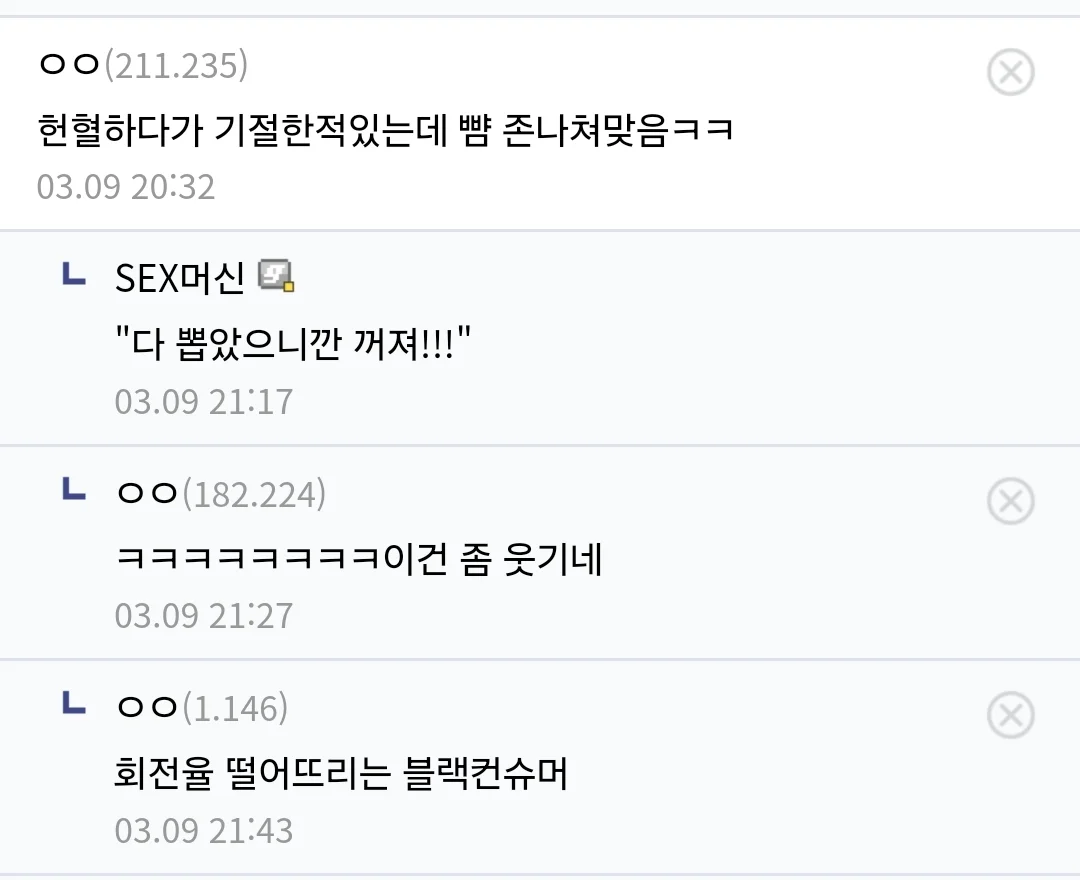 ㅇㅇ(211.235)
헌혈하다가 기절한적있는데 뺨 존나쳐맞음ㅋㅋ
03.09 20:32
SEX머신
"다 뽑았으니깐 꺼져!!!"
03.09 21:17
ㅇㅇ(182.224)
ㅋㅋㅋㅋㅋㅋㅋㅋ이건 좀 웃기네
03.09 21:27
ㅇㅇ(1.146)
회전율 떨어뜨리는 블랙컨슈머
03.09 21:43